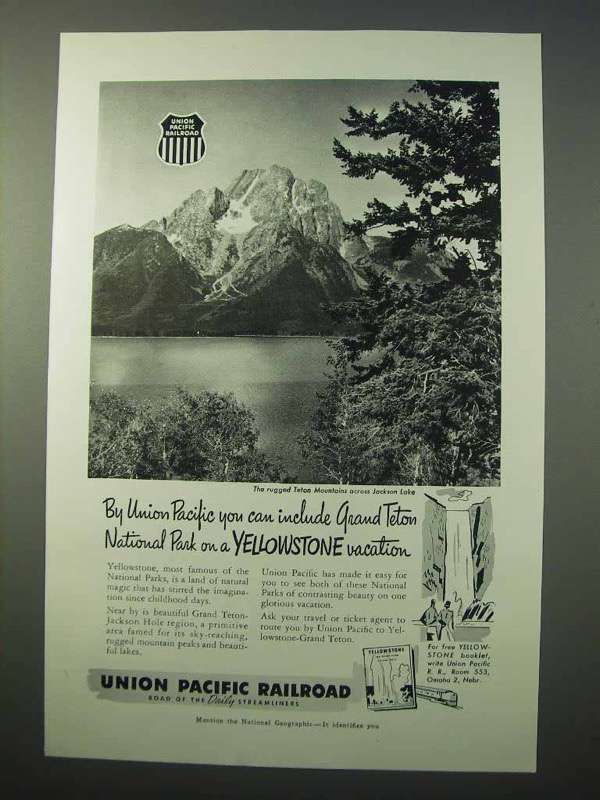 UNION
PACIFIC
RAILROAD
The rugged Teton Mountains across Jackson Lake
By Union Pacific you can include Grand Teton
National Park on a YELLOWSTONE vacation
Yellowstone, most famous of the
National Parks, is a land of natural
magic that has stirred the imagina-
tion since childhood days.
Near by is beautiful Grand Teton-
Jackson Hole region, a primitive
area famed for its sky-reaching,
rugged mountain peaks and beauti-
ful lakes.
Union Pacific has made it easy for
you to see both of these National
Parks of contrasting beauty on one
glorious vacation.
Ask your travel or ticket agent to
route you by Union Pacific to Yel-
lowstone-Grand Teton.
For free YELLOW-
STONE booklet,
write Union Pacific
R. R., Room 553,
Omaha 2, Nebr.
YELLOWSTONE
UNION PACIFIC RAILROAD
ROAD OF THE Daily STREAMLINERS
Mention the National Geographic—It identifies you